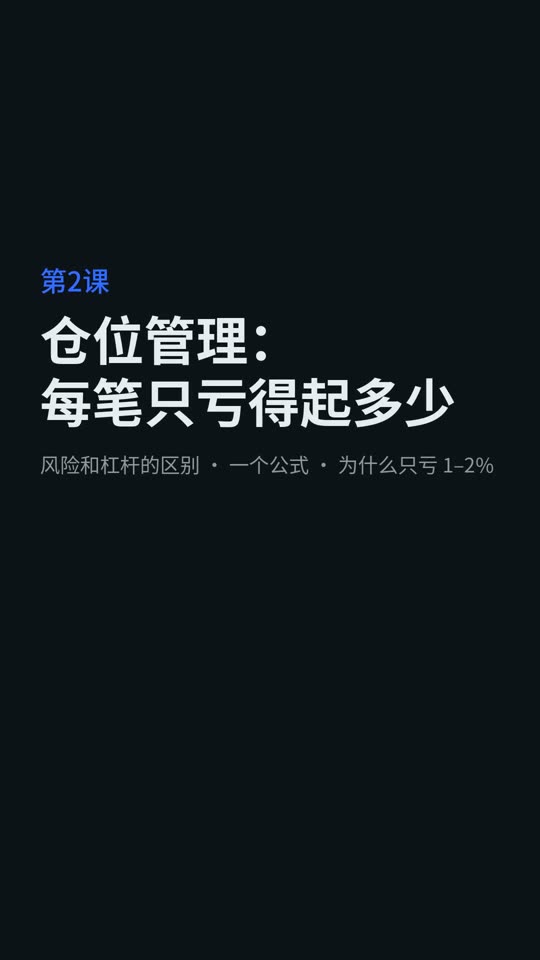 第2课
仓位管理：
每笔只亏得起多少
风险和杠杆的区别 · 一个公式 · 为什么只亏 1–2%